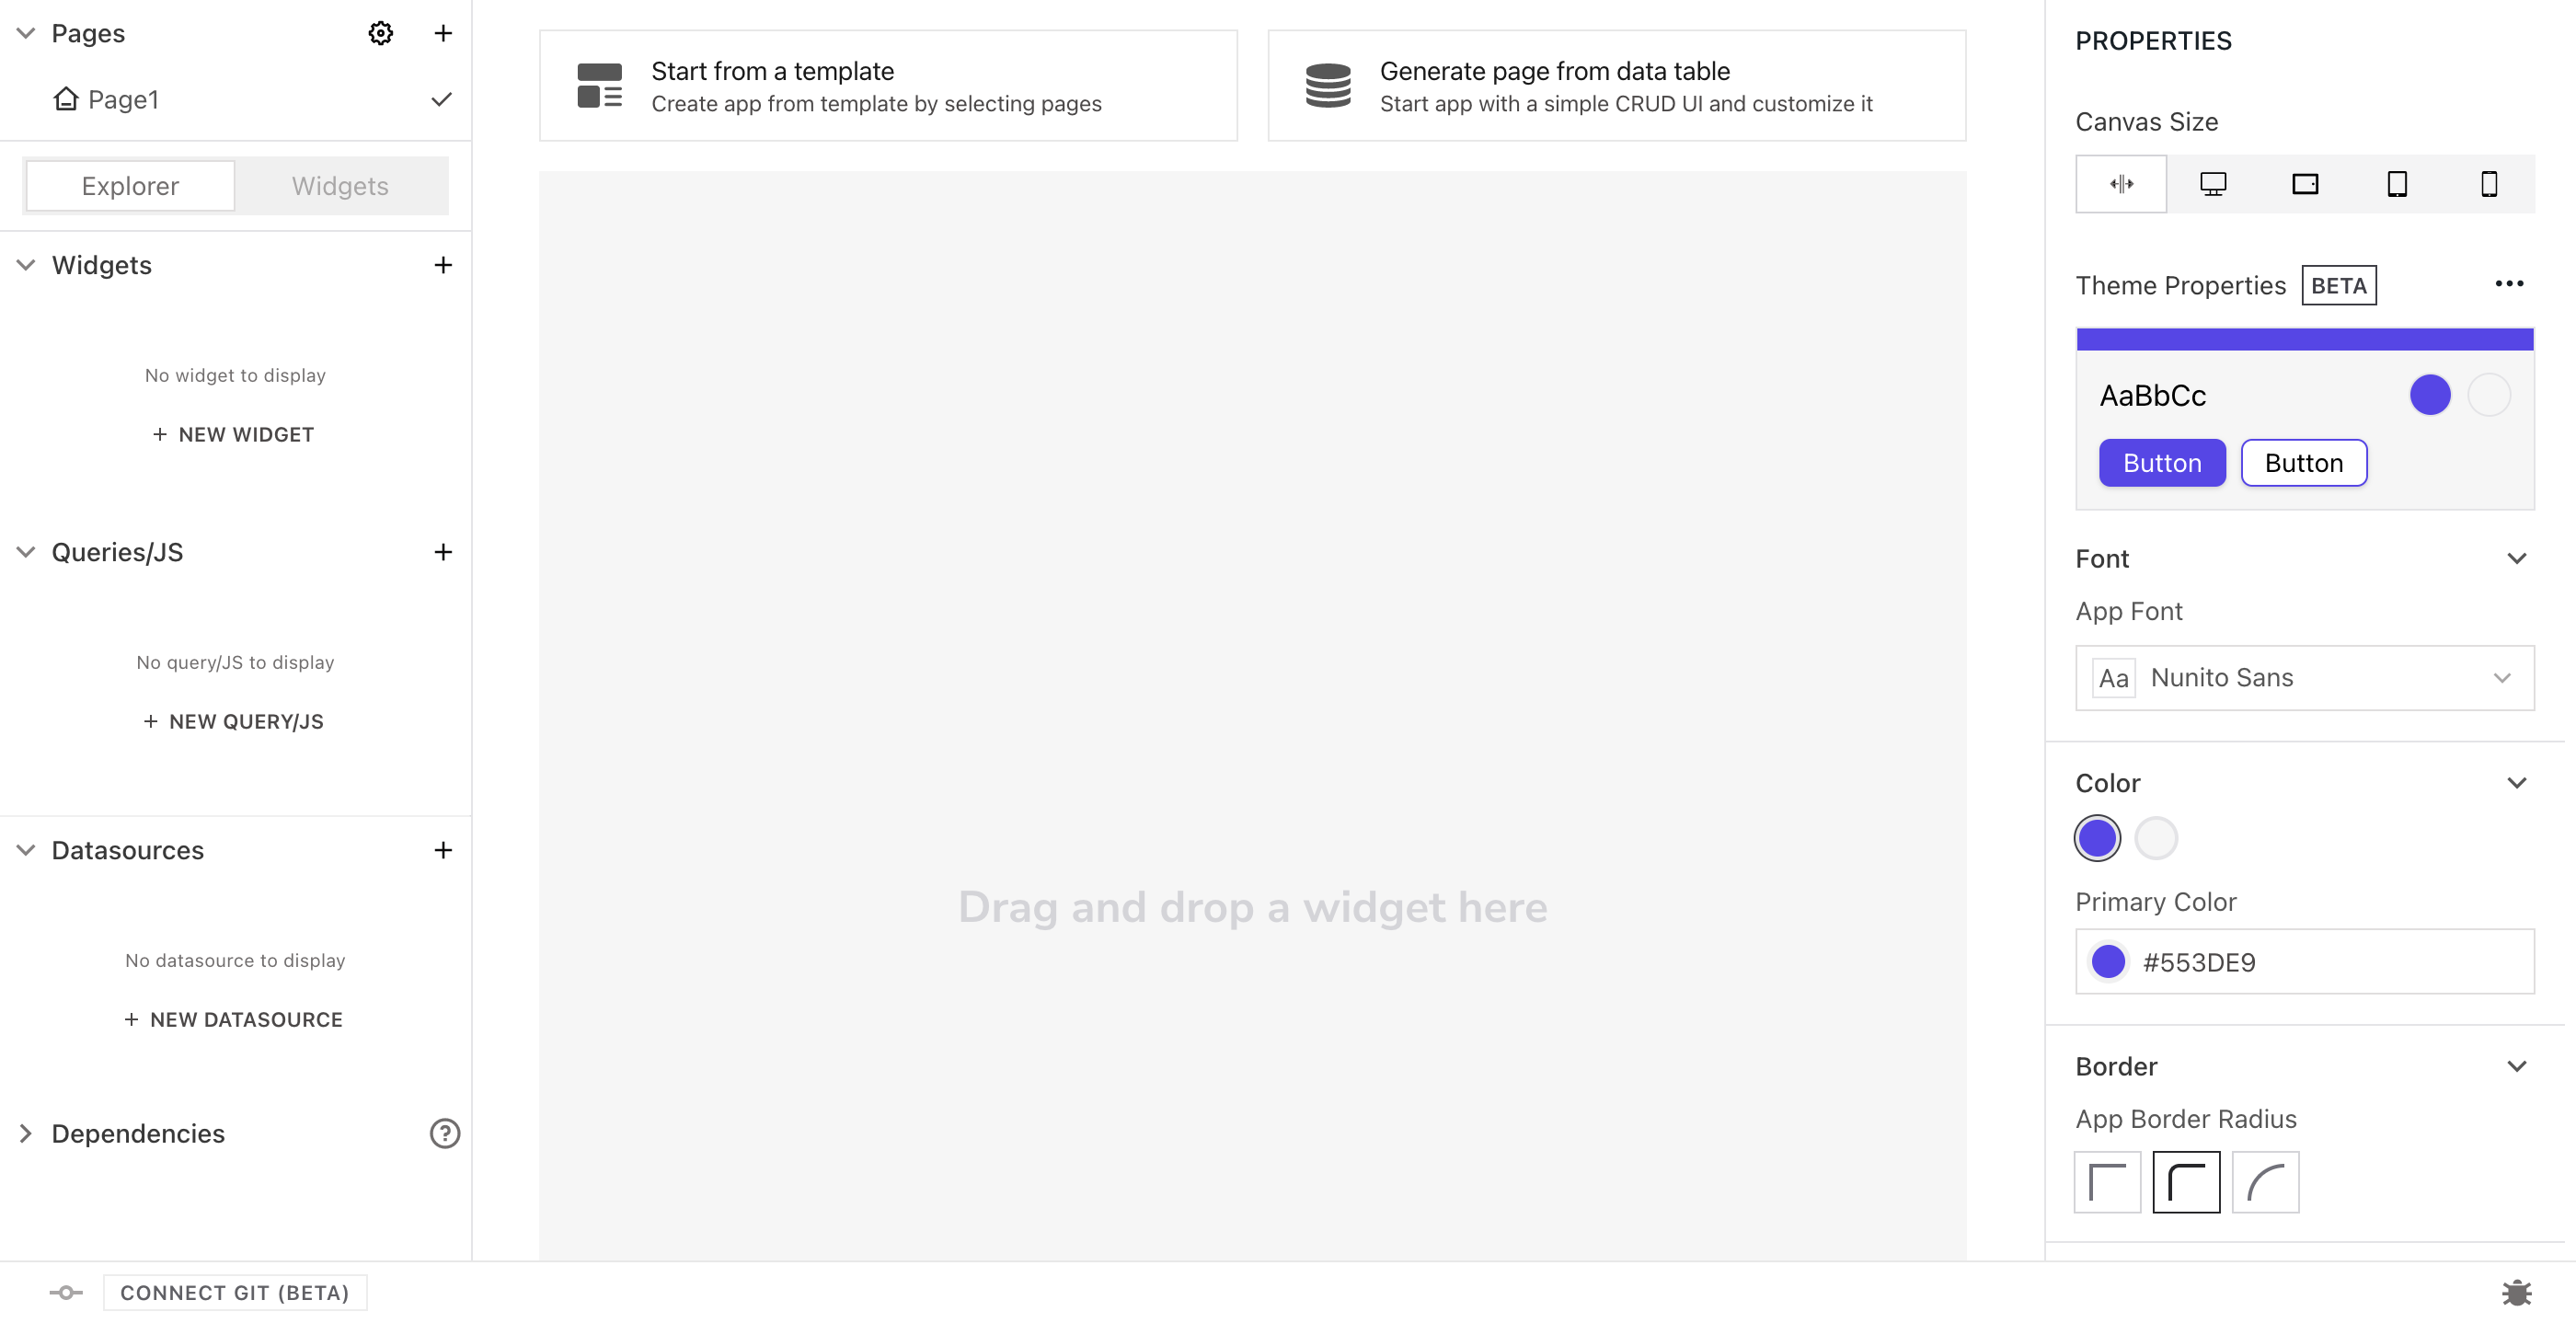 Pages
Page1
Explorer
Widgets
Widgets
No widget to display
+ NEW WIDGET
Queries/JS
No query/JS to display
+ NEW QUERY/JS
Datasources
No datasource to display
+ NEW DATASOURCE
Dependencies
CONNECT GIT (BETA)
Start from a template
Create app from template by selecting pages
Generate page from data table
Start app with a simple CRUD UI and customize it
Drag and drop a widget here
PROPERTIES
Canvas Size
Theme Properties BETA
AaBbCc
Button Button
Font
App Font
Aa Nunito Sans
Color
Primary Color
#553DE9
Border
App Border Radius